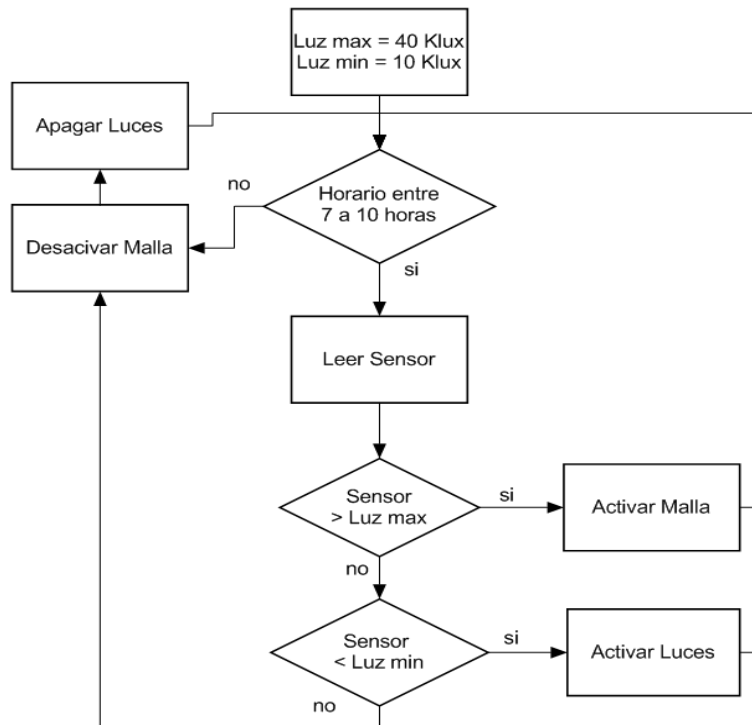 Luz max = 40 Klux
Luz min = 10 Klux
Apagar Luces
no
Horario entre
7 a 10 horas
Desacivar Malla
si
Leer Sensor
Sensor
> Luz max
si
Activar Malla
no
Sensor
< Luz min
si
Activar Luces
no